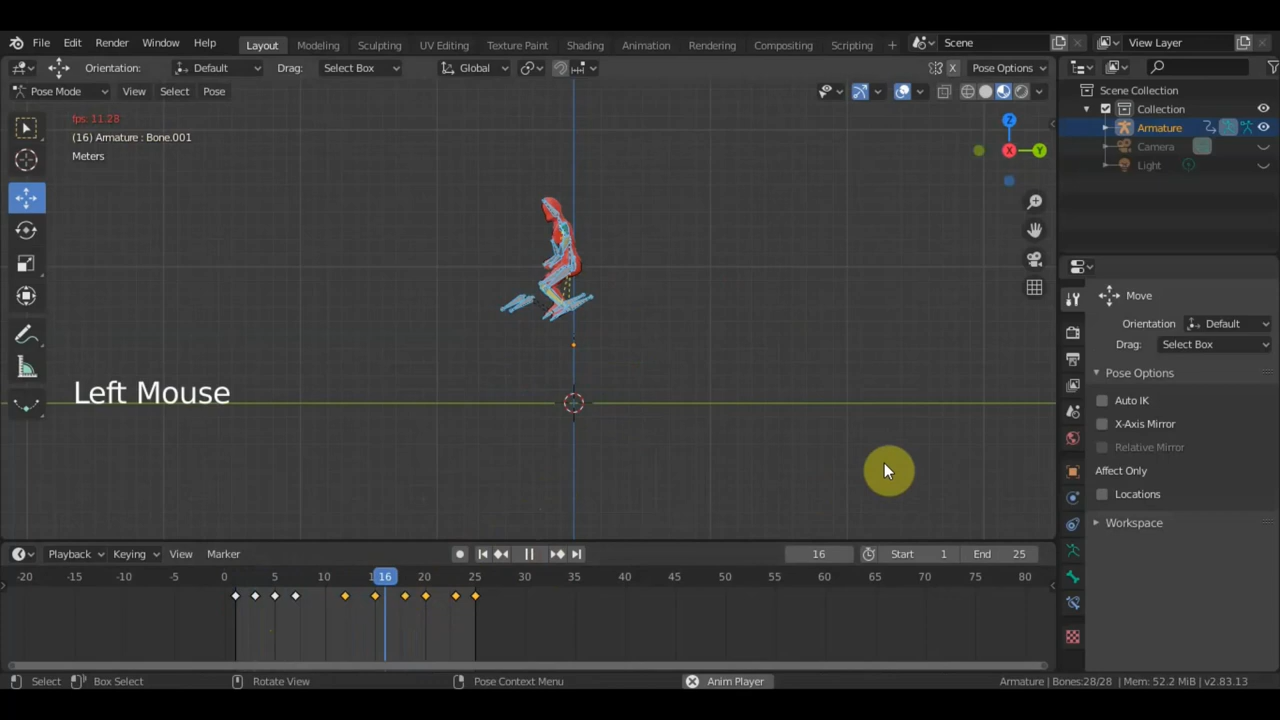 File Edit Render Window Help Layout Modeling Sculpting UV Editing Texture Paint Shading Animation Rendering Compositing Scripting + Scene View Layer
Orientation: Default Drag: Select Box Global X Pose Options
Pose Mode View Select Pose
fps: 11.28
(16) Armature : Bone.001
Meters
Z
X
Y
Left Mouse
Scene Collection
Collection
Armature
Camera
Light
Move
Orientation Default
Drag: Select Box
Pose Options
Auto IK
X-Axis Mirror
Relative Mirror
Affect Only
Locations
Workspace
Playback Keying View Marker 16 Start 1 End 25
-20 -15 -10 -5 0 5 10 16 20 25 30 35 40 45 50 55 60 65 70 75 80
Select Box Select Rotate View Pose Context Menu Anim Player Armature | Bones:28/28 | Mem: 52.2 MiB | v2.83.13